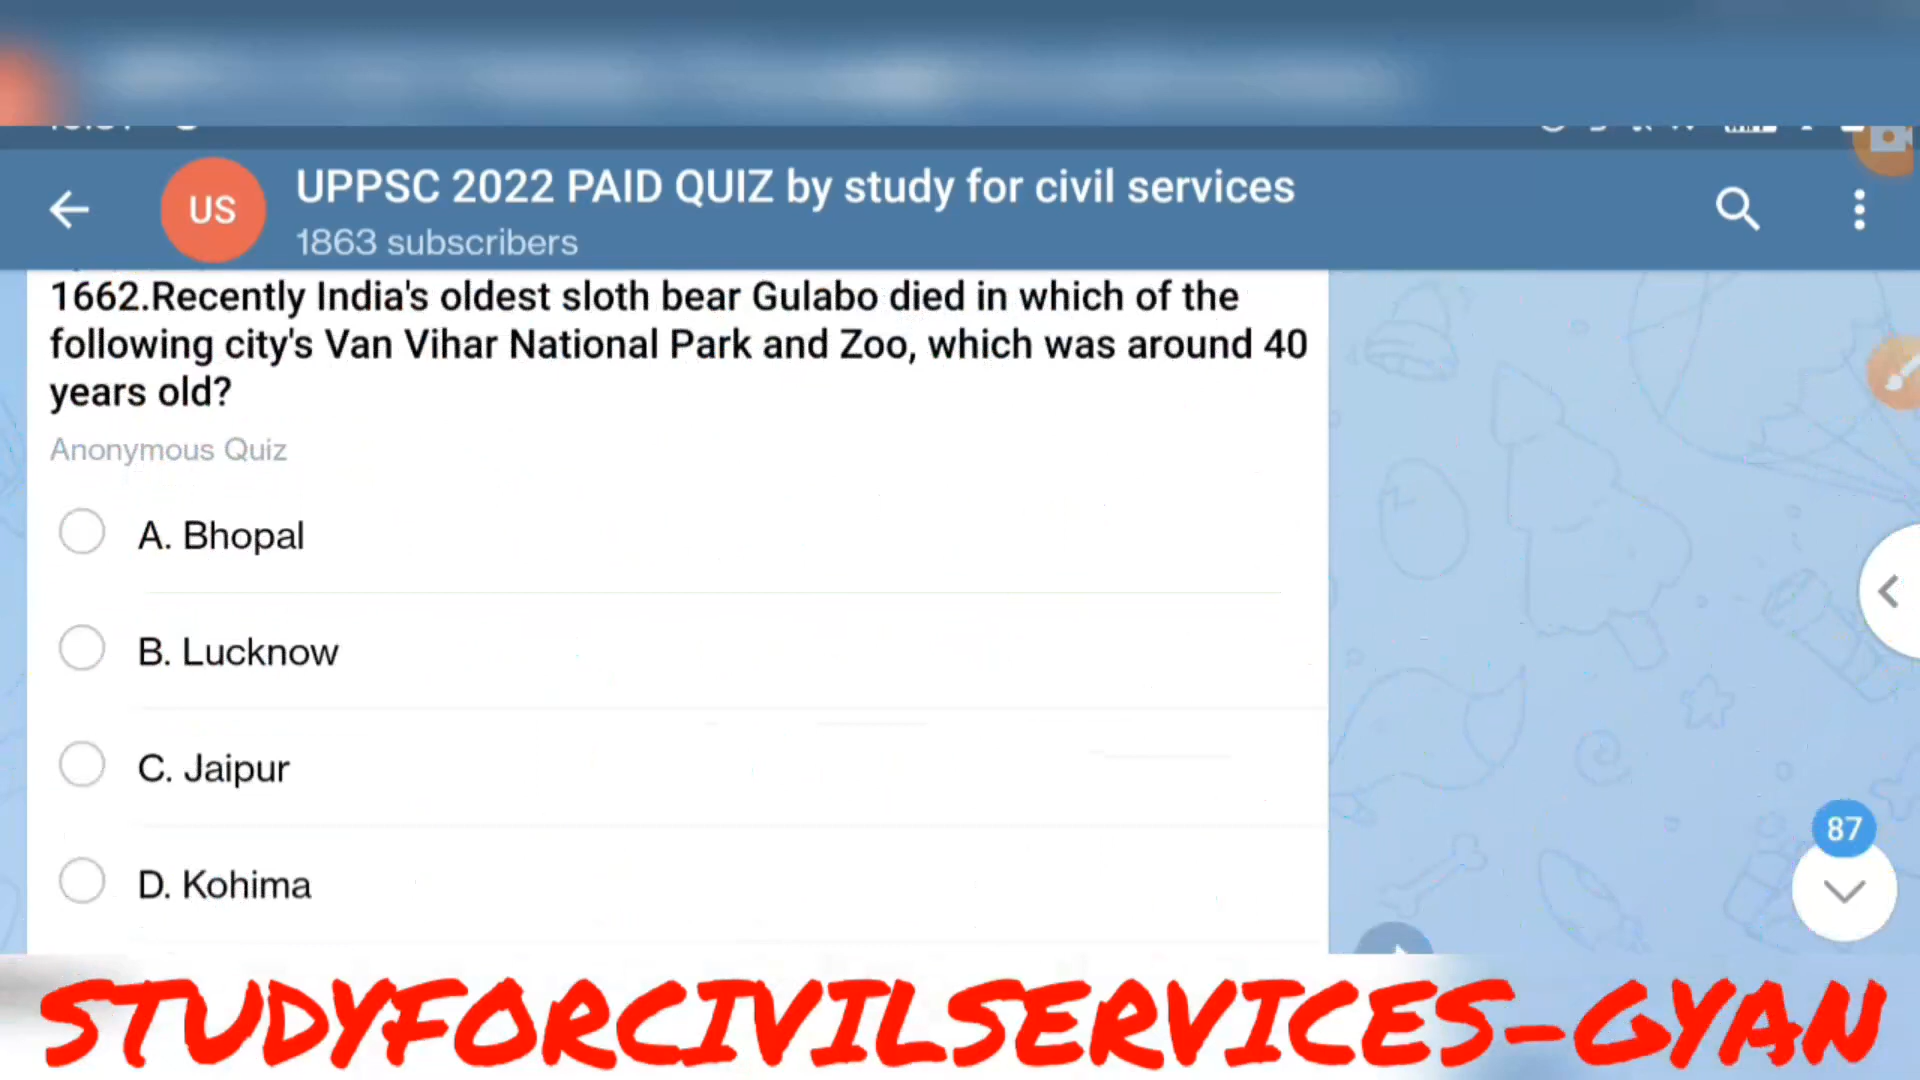 UPPSC 2022 PAID QUIZ by study for civil services
US
1863 subscribers
1662.Recently India's oldest sloth bear Gulabo died in which of the
following city's Van Vihar National Park and Zoo, which was around 40
years old?
Anonymous Quiz
A. Bhopal
B. Lucknow
C. Jaipur
D. Kohima
87
STUDYFORCIVILSERVICES-GYAN